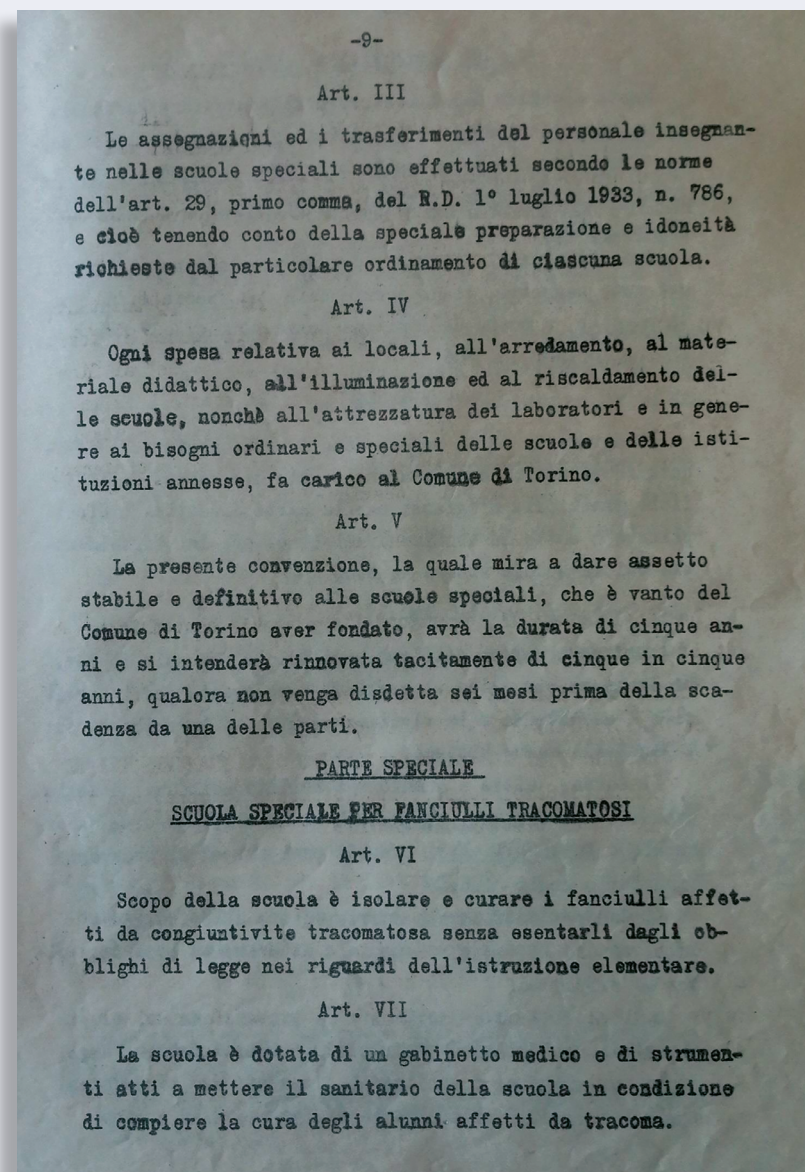 -9-
Art. III
Le assegnazioni ed i trasferimenti del personale insegnan-
te nelle scuole speciali sono effettuati secondo le norme
dell'art. 29, primo comma, del R.D. 1° luglio 1933, n. 786,
e cioè tenendo conto della speciale preparazione e idoneità
richieste dal particolare ordinamento di ciascuna scuola.
Art. IV
Ogni spesa relativa ai locali, all'arredamento, al mate-
riale didattico, all'illuminazione ed al riscaldamento del-
le scuole, nonchè all'attrezzatura dei laboratori e in gene-
re ai bisogni ordinari e speciali delle scuole e delle isti-
tuzioni annesse, fa carico al Comune di Torino.
Art. V
La presente convenzione, la quale mira a dare assetto
stabile e definitivo alle scuole speciali, che è vanto del
Comune di Torino aver fondato, avrà la durata di cinque an-
ni e si intenderà rinnovata tacitamente di cinque in cinque
anni, qualora non venga disdetta sei mesi prima della sca-
denza da una delle parti.
PARTE SPECIALE
SCUOLA SPECIALE PER FANCIULLI TRACOMATOSI
Art. VI
Scopo della scuola è isolare e curare i fanciulli affet-
ti da congiuntivite tracomatosa senza esentarli dagli ob-
blighi di legge nei riguardi dell'istruzione elementare.
Art. VII
La scuola è dotata di un gabinetto medico e di strumen-
ti atti a mettere il sanitario della scuola in condizione
di compiere la cura degli alunni affetti da tracoma.